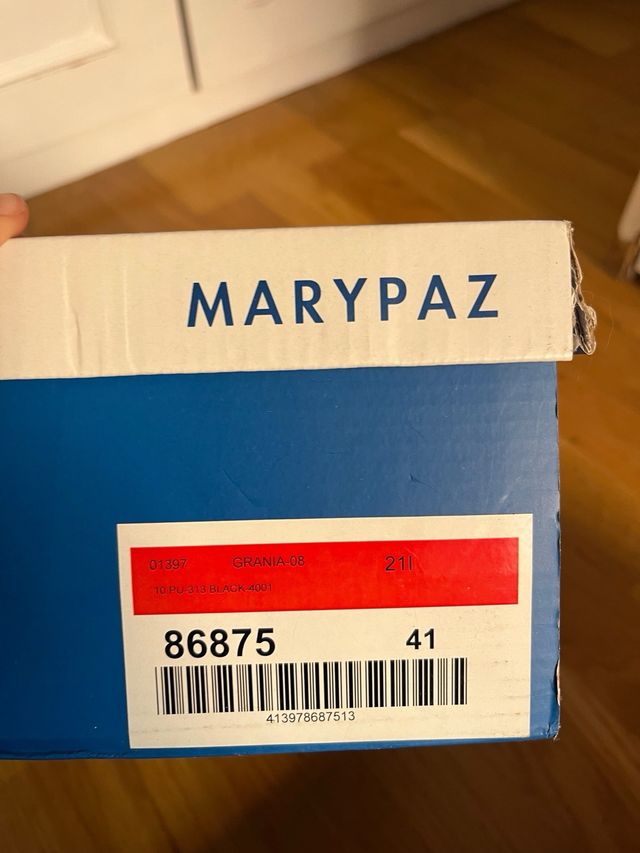 MARYPAZ
01397 GRANIA-08 21I
10 PU-313 BLACK-4001
86875 41
413978687513